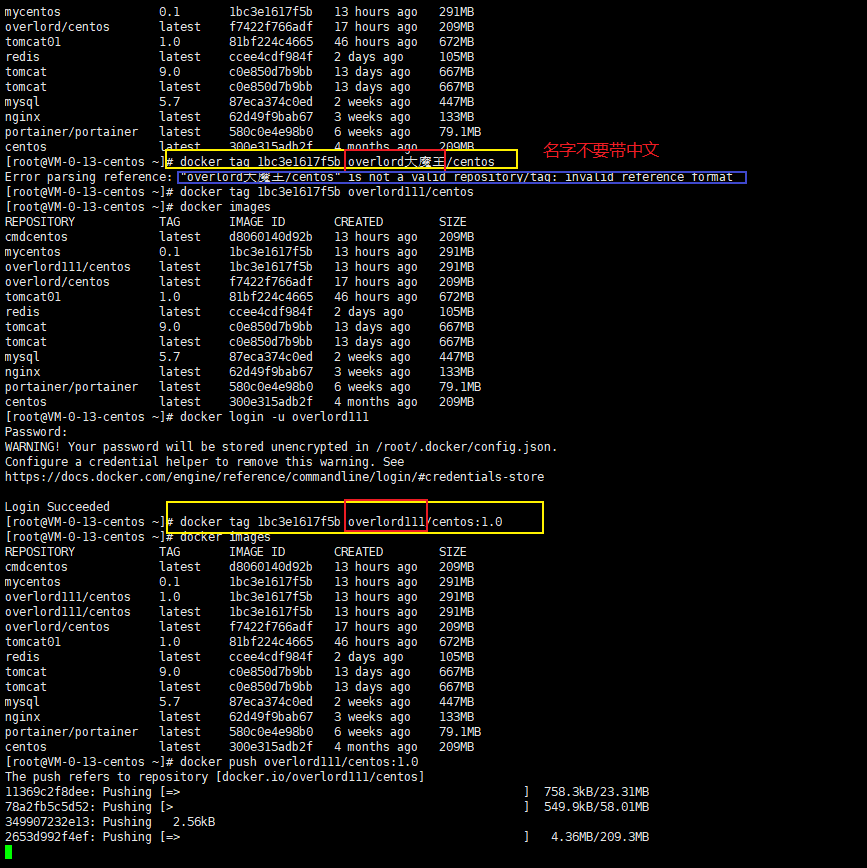 mycentos 0.1 1bc3e1617f5b 13 hours ago 291MB
overlord/centos latest f7422f766adf 17 hours ago 209MB
tomcat01 1.0 81bf224c4665 46 hours ago 672MB
redis latest ccee4cdf984f 2 days ago 105MB
tomcat 9.0 c0e850d7b9bb 13 days ago 667MB
tomcat latest c0e850d7b9bb 13 days ago 667MB
mysql 5.7 87eca374c0ed 2 weeks ago 447MB
nginx latest 62d49f9bab67 3 weeks ago 133MB
portainer/portainer latest 580c0e4e98b0 6 weeks ago 79.1MB
centos latest 300e315adb2f 4 months ago 209MB
[root@VM-0-13-centos ~]# docker tag 1bc3e1617f5b overlord大魔王/centos 名字不要带中文
Error parsing reference: "overlord大魔王/centos" is not a valid repository/tag: invalid reference format
[root@VM-0-13-centos ~]# docker tag 1bc3e1617f5b overlord111/centos
[root@VM-0-13-centos ~]# docker images
REPOSITORY TAG IMAGE ID CREATED SIZE
cmdcentos latest d8060140d92b 13 hours ago 209MB
mycentos 0.1 1bc3e1617f5b 13 hours ago 291MB
overlord111/centos latest 1bc3e1617f5b 13 hours ago 291MB
overlord/centos latest f7422f766adf 17 hours ago 209MB
tomcat01 1.0 81bf224c4665 46 hours ago 672MB
redis latest ccee4cdf984f 2 days ago 105MB
tomcat 9.0 c0e850d7b9bb 13 days ago 667MB
tomcat latest c0e850d7b9bb 13 days ago 667MB
mysql 5.7 87eca374c0ed 2 weeks ago 447MB
nginx latest 62d49f9bab67 3 weeks ago 133MB
portainer/portainer latest 580c0e4e98b0 6 weeks ago 79.1MB
centos latest 300e315adb2f 4 months ago 209MB
[root@VM-0-13-centos ~]# docker login -u overlord111
Password:
WARNING! Your password will be stored unencrypted in /root/.docker/config.json.
Configure a credential helper to remove this warning. See
https://docs.docker.com/engine/reference/commandline/login/#credentials-store
Login Succeeded
[root@VM-0-13-centos ~]# docker tag 1bc3e1617f5b overlord111/centos:1.0
[root@VM-0-13-centos ~]# docker images
REPOSITORY TAG IMAGE ID CREATED SIZE
cmdcentos latest d8060140d92b 13 hours ago 209MB
mycentos 0.1 1bc3e1617f5b 13 hours ago 291MB
overlord111/centos 1.0 1bc3e1617f5b 13 hours ago 291MB
overlord111/centos latest 1bc3e1617f5b 13 hours ago 291MB
overlord/centos latest f7422f766adf 17 hours ago 209MB
tomcat01 1.0 81bf224c4665 46 hours ago 672MB
redis latest ccee4cdf984f 2 days ago 105MB
tomcat 9.0 c0e850d7b9bb 13 days ago 667MB
tomcat latest c0e850d7b9bb 13 days ago 667MB
mysql 5.7 87eca374c0ed 2 weeks ago 447MB
nginx latest 62d49f9bab67 3 weeks ago 133MB
portainer/portainer latest 580c0e4e98b0 6 weeks ago 79.1MB
centos latest 300e315adb2f 4 months ago 209MB
[root@VM-0-13-centos ~]# docker push overlord111/centos:1.0
The push refers to repository [docker.io/overlord111/centos]
11369c2f8dee: Pushing [=> ] 758.3kB/23.31MB
78a2fb5c5d52: Pushing [> ] 549.9kB/58.01MB
349907232e13: Pushing 2.56kB
2653d992f4ef: Pushing [=> ] 4.36MB/209.3MB